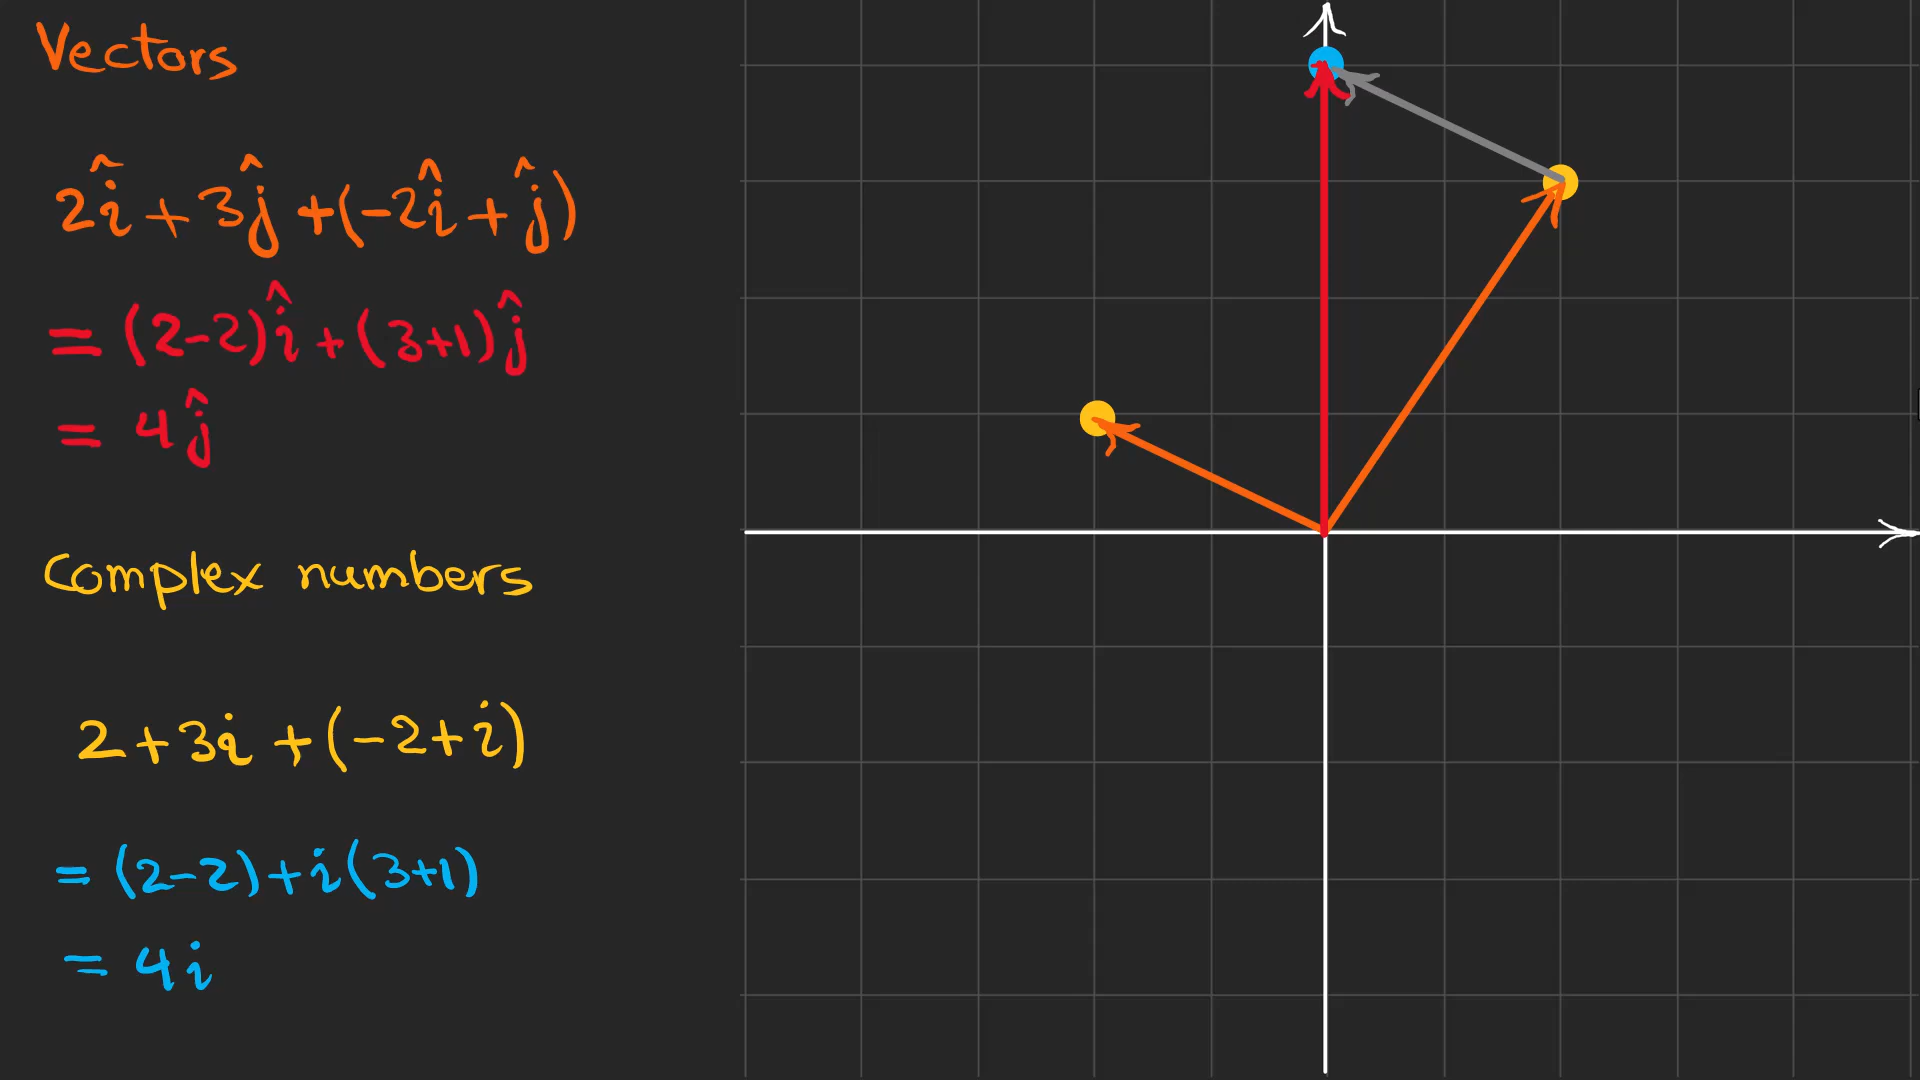 Vectors
2î + 3ĵ + (-2î + ĵ)
= (2-2)î + (3+1)ĵ
= 4ĵ
Complex numbers
2 + 3i + (-2 + i)
= (2-2) + i(3+1)
= 4i